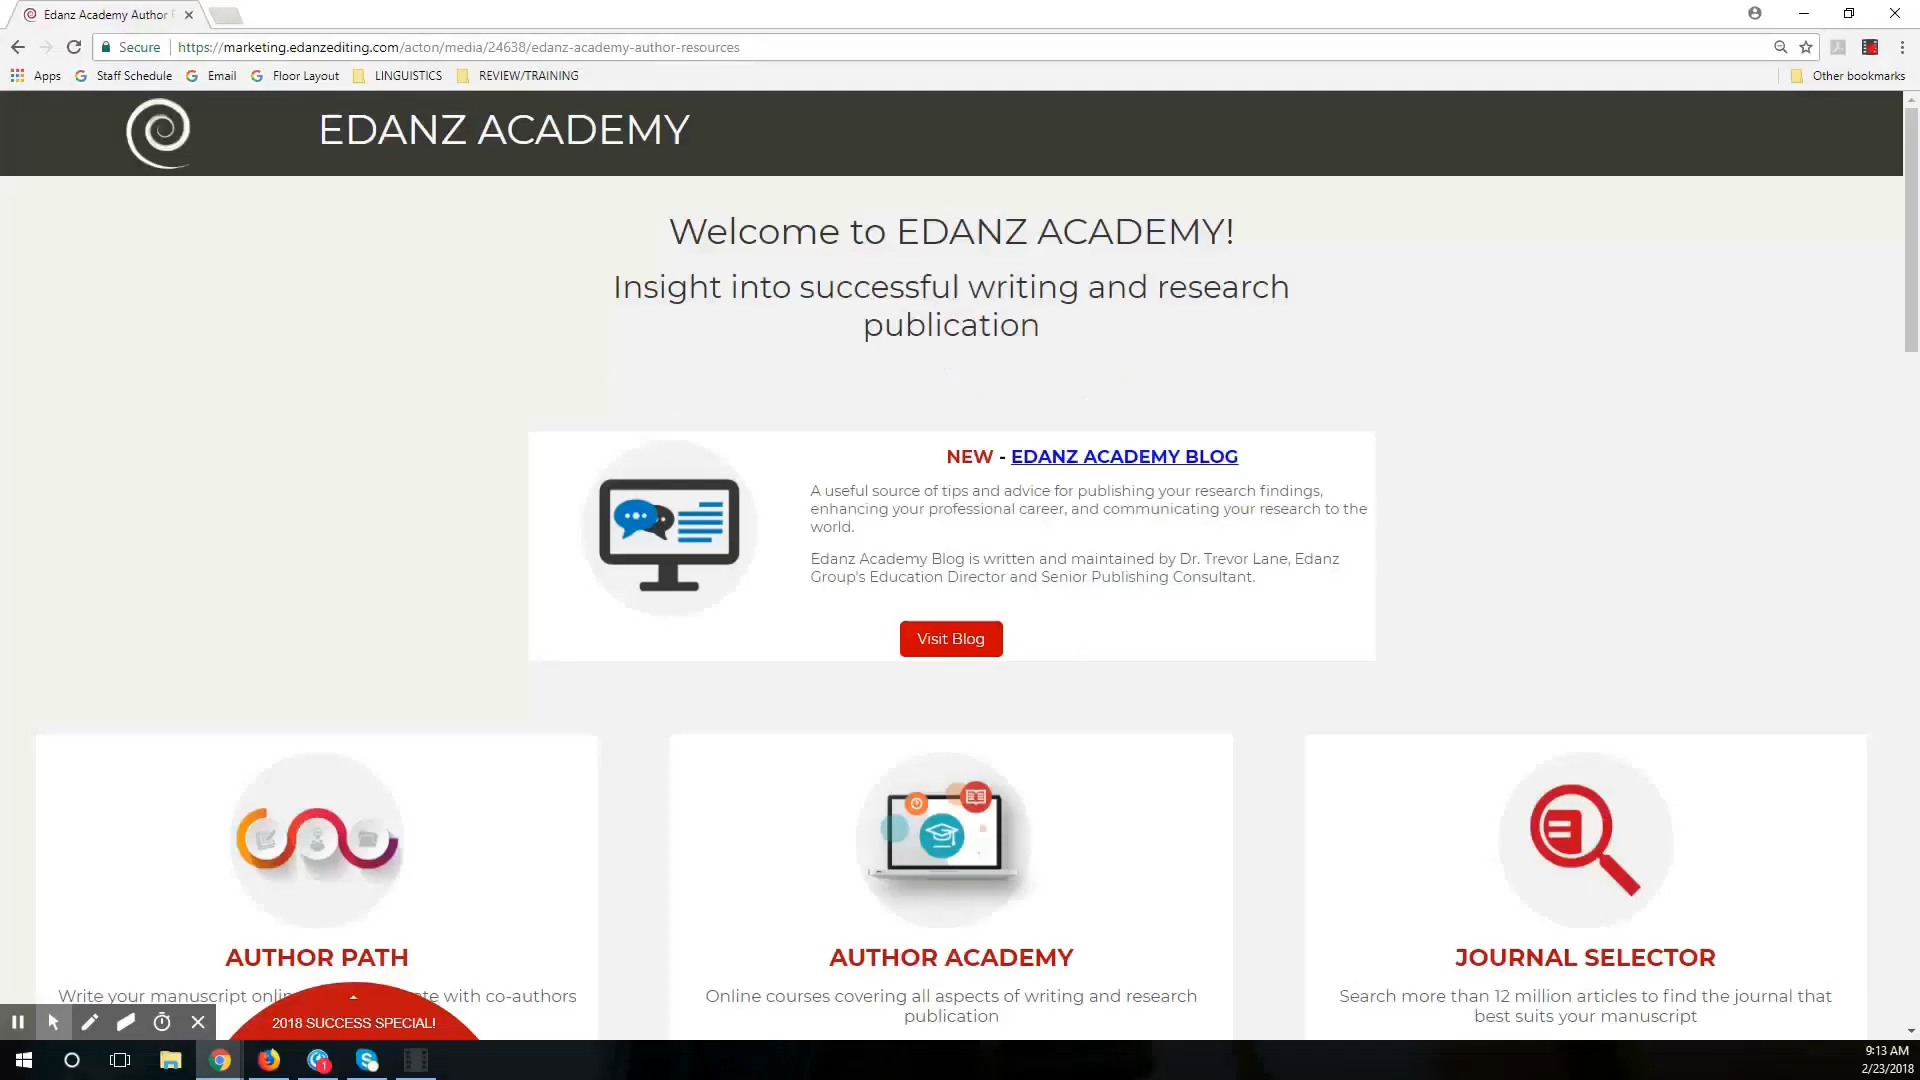 Edanz Academy Author
Secure
https://marketing.edanzediting.com/acton/media/24638/edanz-academy-author-resources
Apps
Staff Schedule
Email
Floor Layout
LINGUISTICS
REVIEW/TRAINING
Other bookmarks
EDANZ ACADEMY
Welcome to EDANZ ACADEMY!
Insight into successful writing and research
publication
NEW - EDANZ ACADEMY BLOG
A useful source of tips and advice for publishing your research findings,
enhancing your professional career, and communicating your research to the
world.
Edanz Academy Blog is written and maintained by Dr. Trevor Lane, Edanz
Group's Education Director and Senior Publishing Consultant.
Visit Blog
AUTHOR PATH
Write your manuscript with co-authors
2018 SUCCESS SPECIAL!
AUTHOR ACADEMY
Online courses covering all aspects of writing and research
publication
JOURNAL SELECTOR
Search more than 12 million articles to find the journal that
best suits your manuscript
1
9:13 AM
2/23/2018